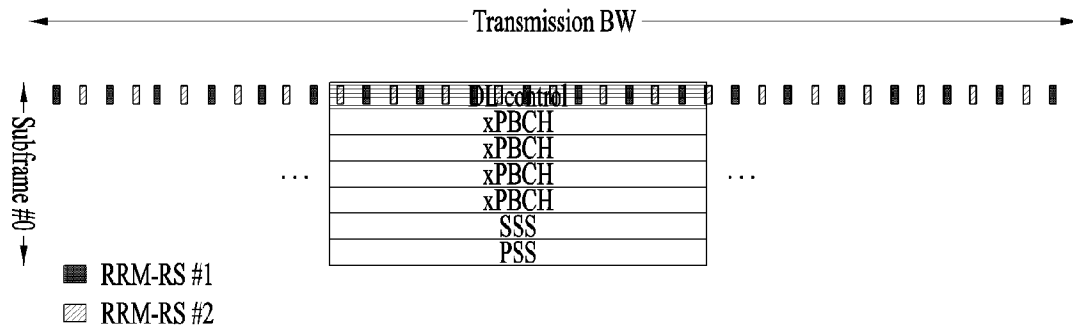 Transmission BW
DL control
xPBCH
xPBCH
xPBCH
xPBCH
SSS
PSS
Subframe #0
...
...
RRM-RS #1
RRM-RS #2